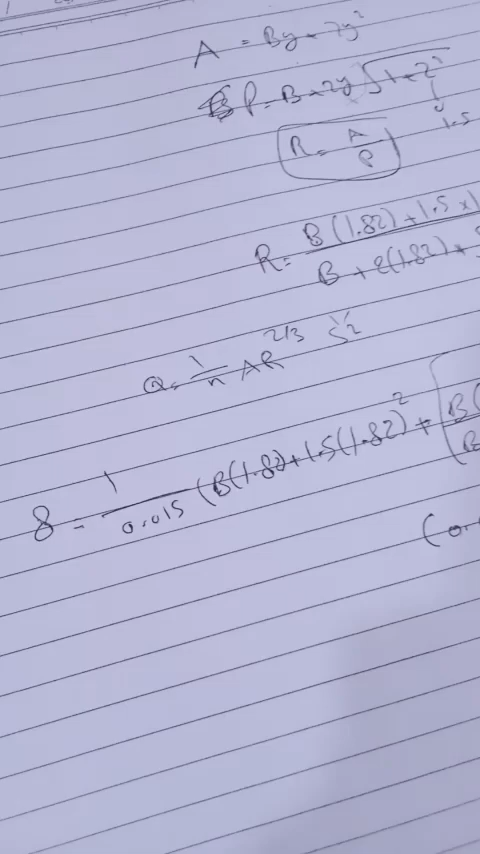 A = By + zy²
P = B + 2y √1+z²
1.5
R = A/P
R = B(1.82) + 1.5 x1
B + 2(1.82) +
Q = 1/n AR^2/3 S^1/2
8 = 1/0.015 (B(1.82) + 1.5(1.82)² + B(
B
(0.